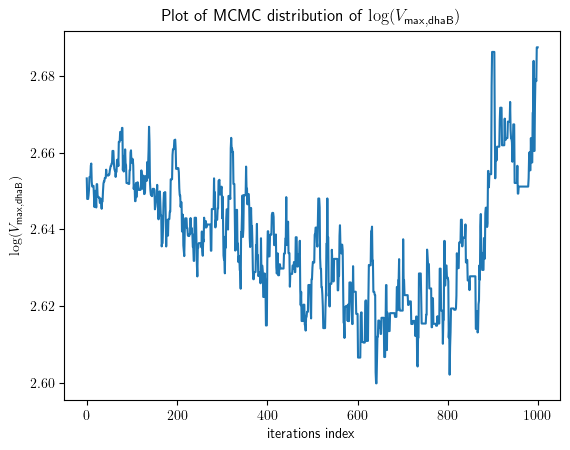 Plot of MCMC distribution of log(V_max,dhaB)
log(V_max,dhaB)
2.68
2.66
2.64
2.62
2.60
0 200 400 600 800 1000
iterations index